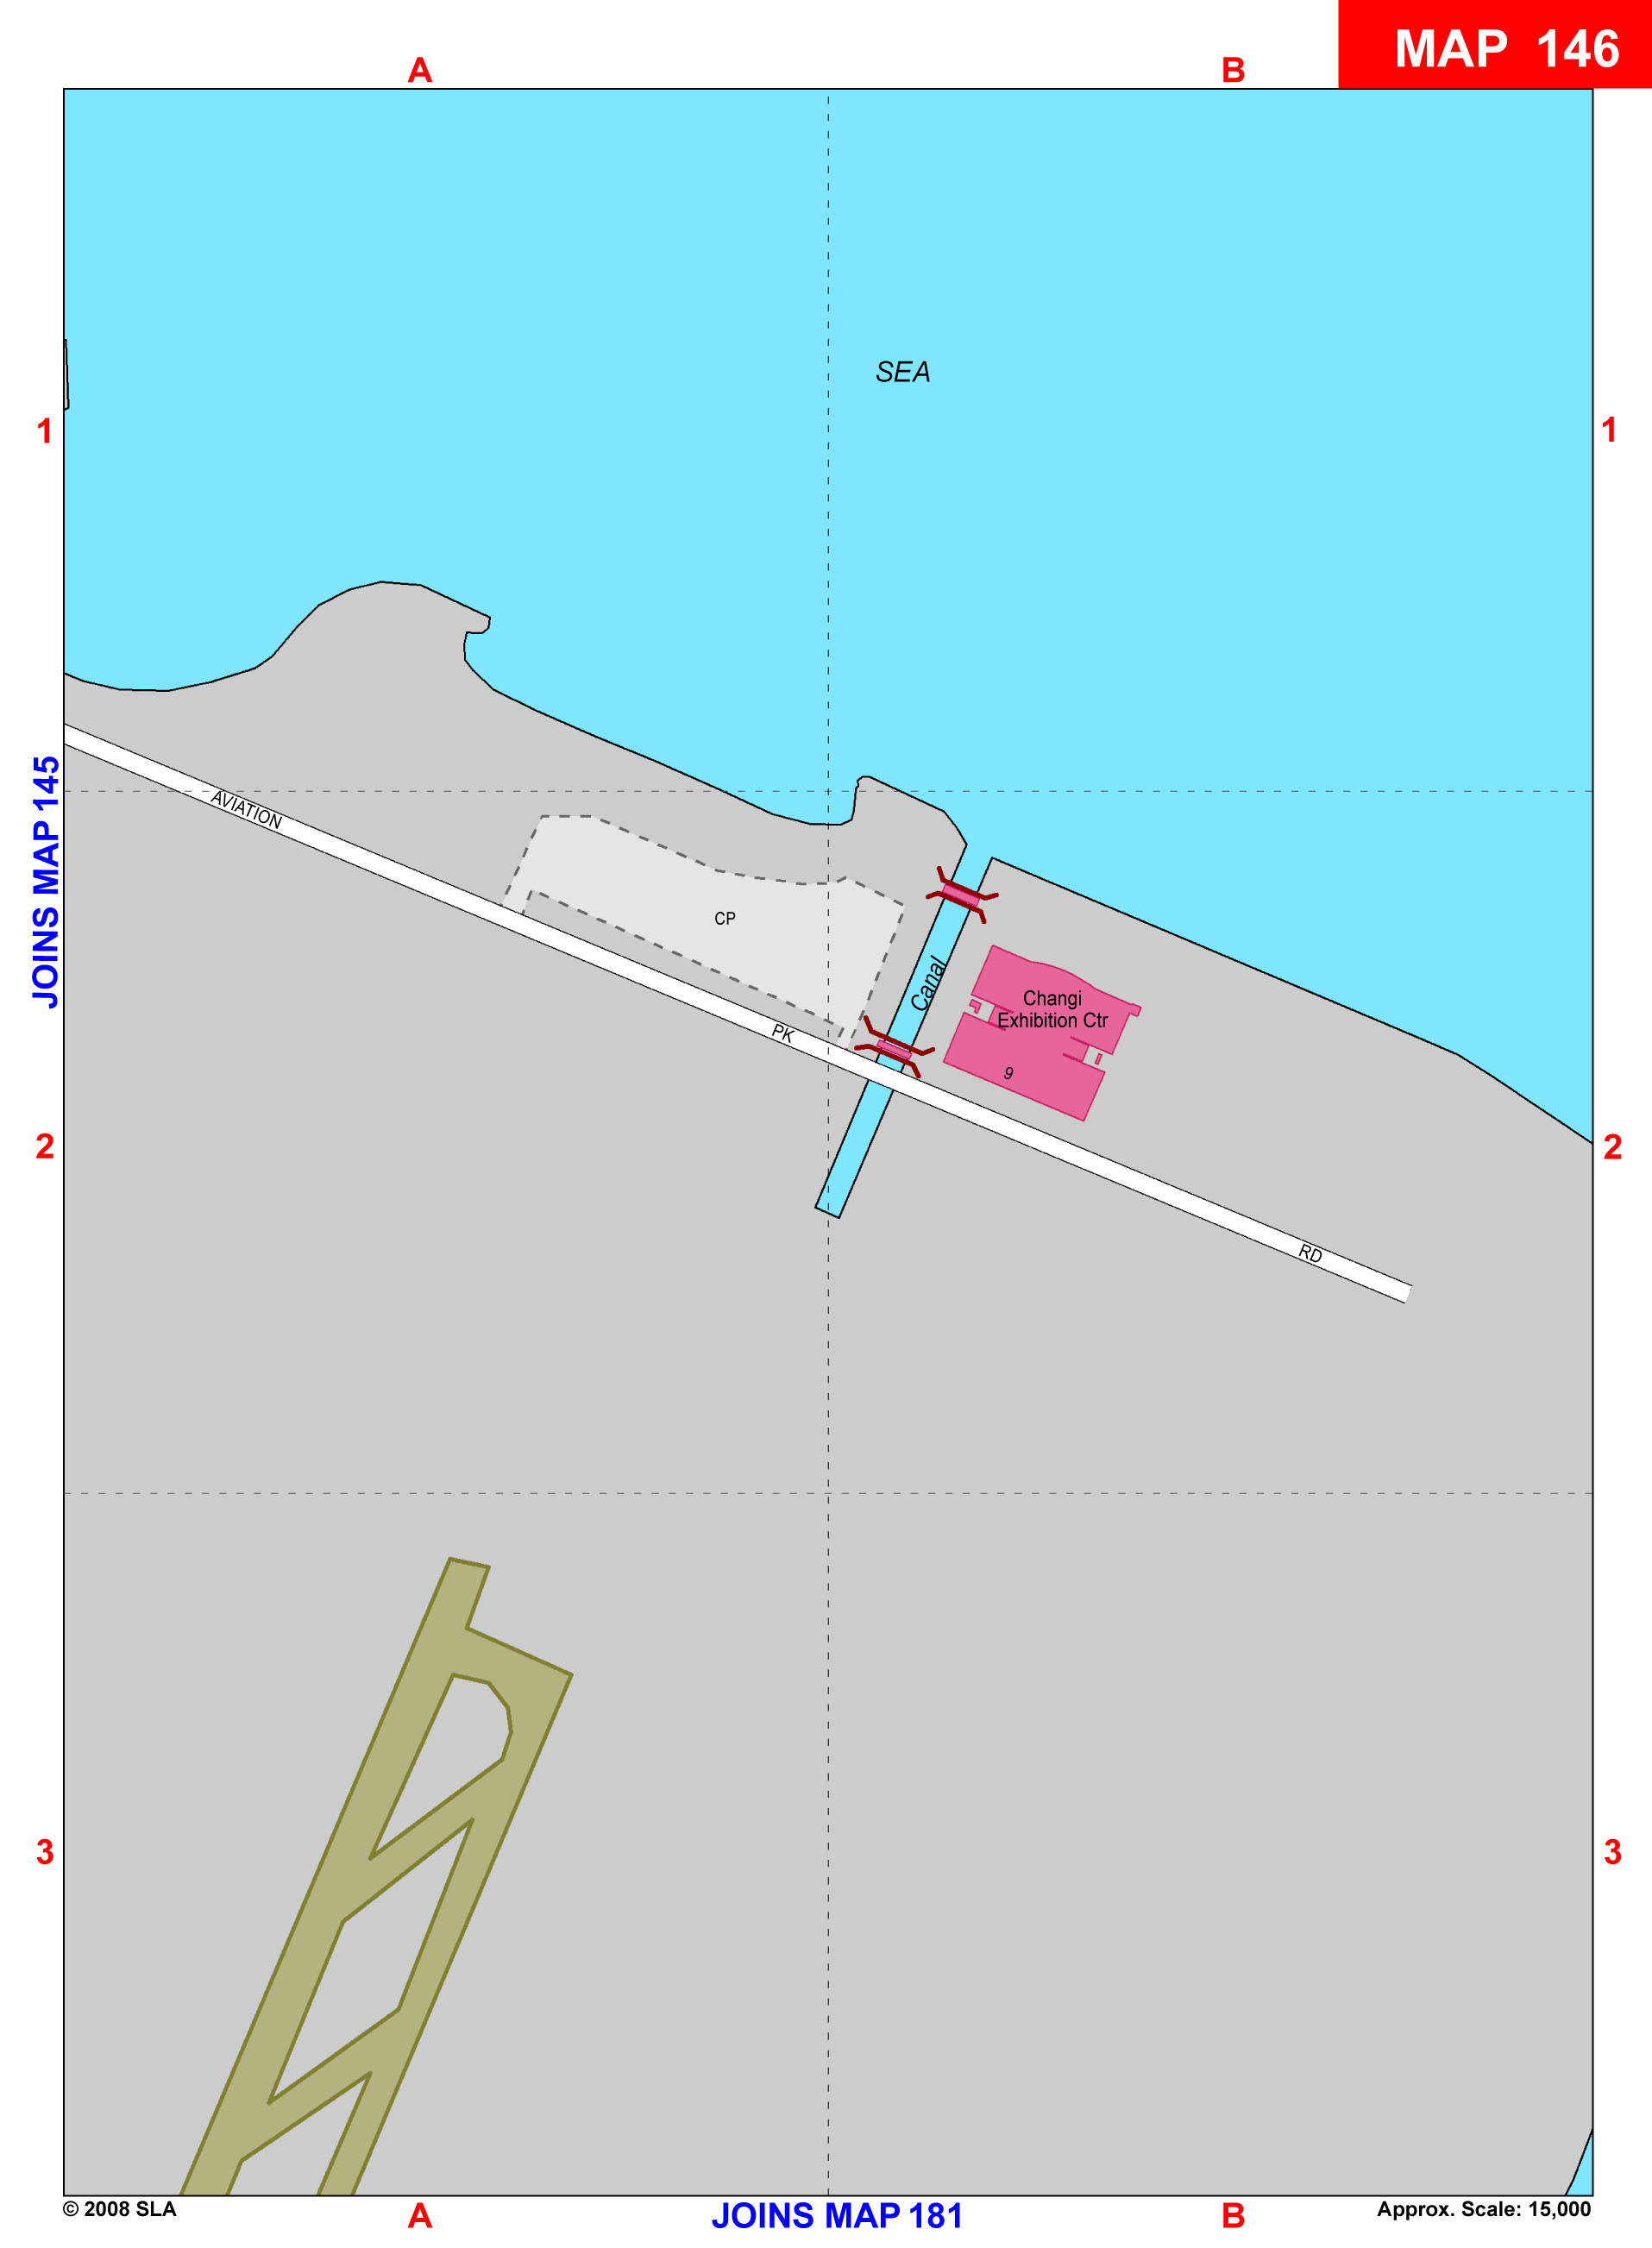 MAP 146
A
B
SEA
1
1
JOINS MAP 145
AVIATION
CP
Canal
Changi
Exhibition Ctr
PK
9
2
2
RD
3
3
© 2008 SLA
A
JOINS MAP 181
B
Approx. Scale: 15,000